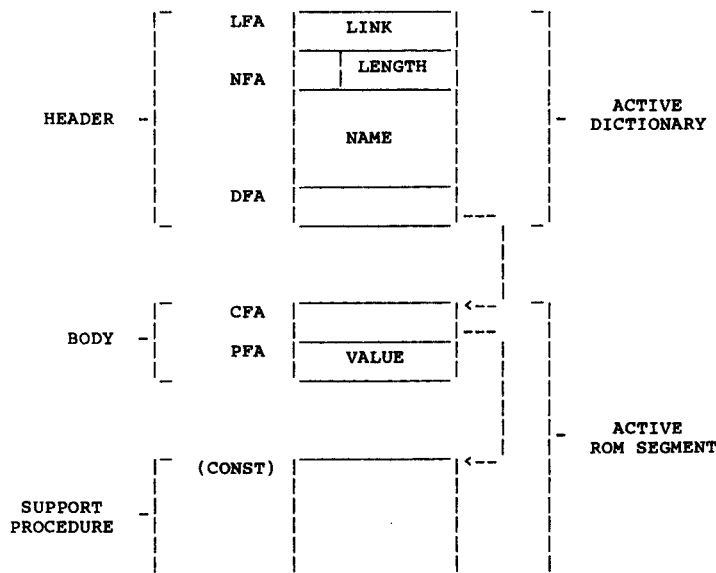 LFA
LINK
LENGTH
NFA
HEADER
ACTIVE
DICTIONARY
NAME
DFA
CFA
BODY
PFA
VALUE
ACTIVE
ROM SEGMENT
(CONST)
SUPPORT
PROCEDURE